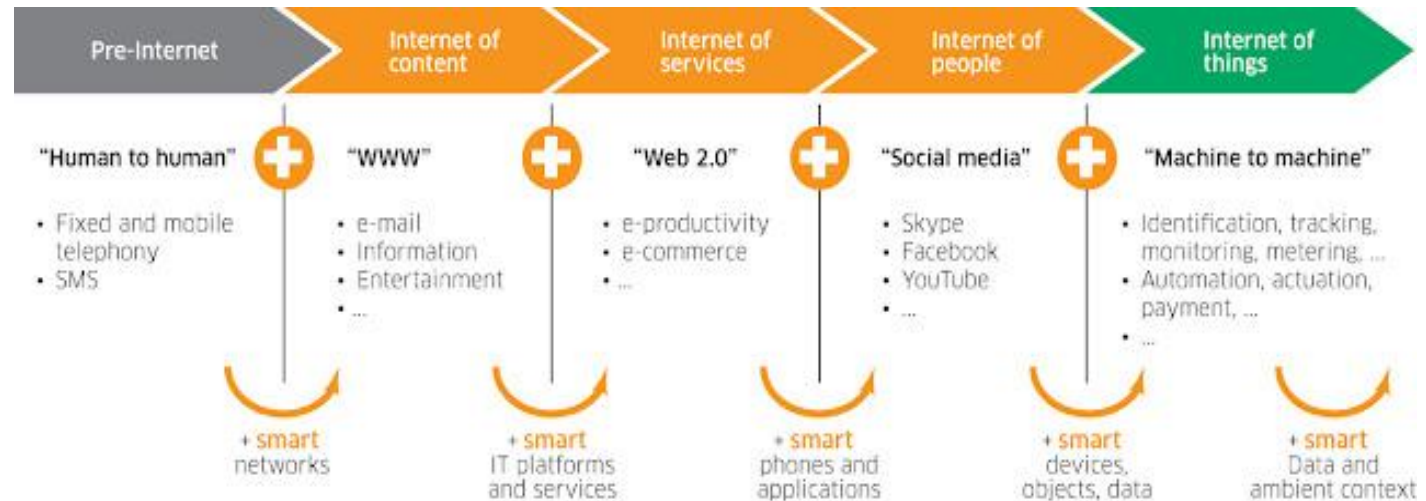 Pre-Internet
Internet of
content
Internet of
services
Internet of
people
Internet of
things
“Human to human”
“WWW”
“Web 2.0”
“Social media”
“Machine to machine”
• Fixed and mobile
telephony
• SMS
• e-mail
• Information
• Entertainment
• ...
• e-productivity
• e-commerce
• ...
• Skype
• Facebook
• YouTube
• ...
• Identification, tracking,
monitoring, metering, ...
• Automation, actuation,
payment, ...
• ...
+ smart
networks
+ smart
IT platforms
and services
+ smart
phones and
applications
+ smart
devices,
objects, data
+ smart
Data and
ambient context